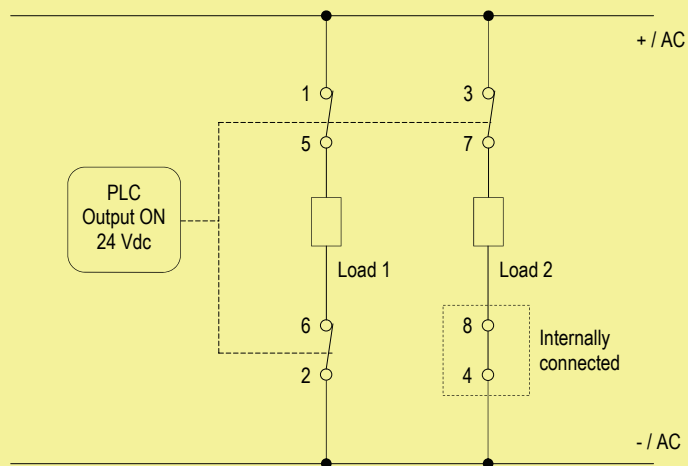 + / AC
1
3
5
7
PLC
Output ON
24 Vdc
Load 1
Load 2
6
8
Internally
connected
2
4
- / AC